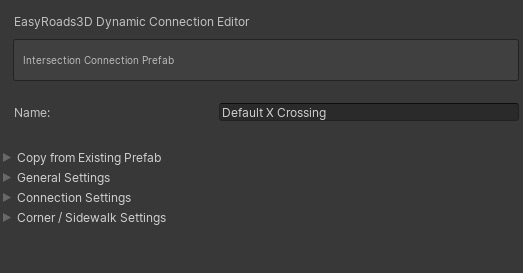 EasyRoads3D Dynamic Connection Editor
Intersection Connection Prefab
Name: Default X Crossing
Copy from Existing Prefab
General Settings
Connection Settings
Corner / Sidewalk Settings